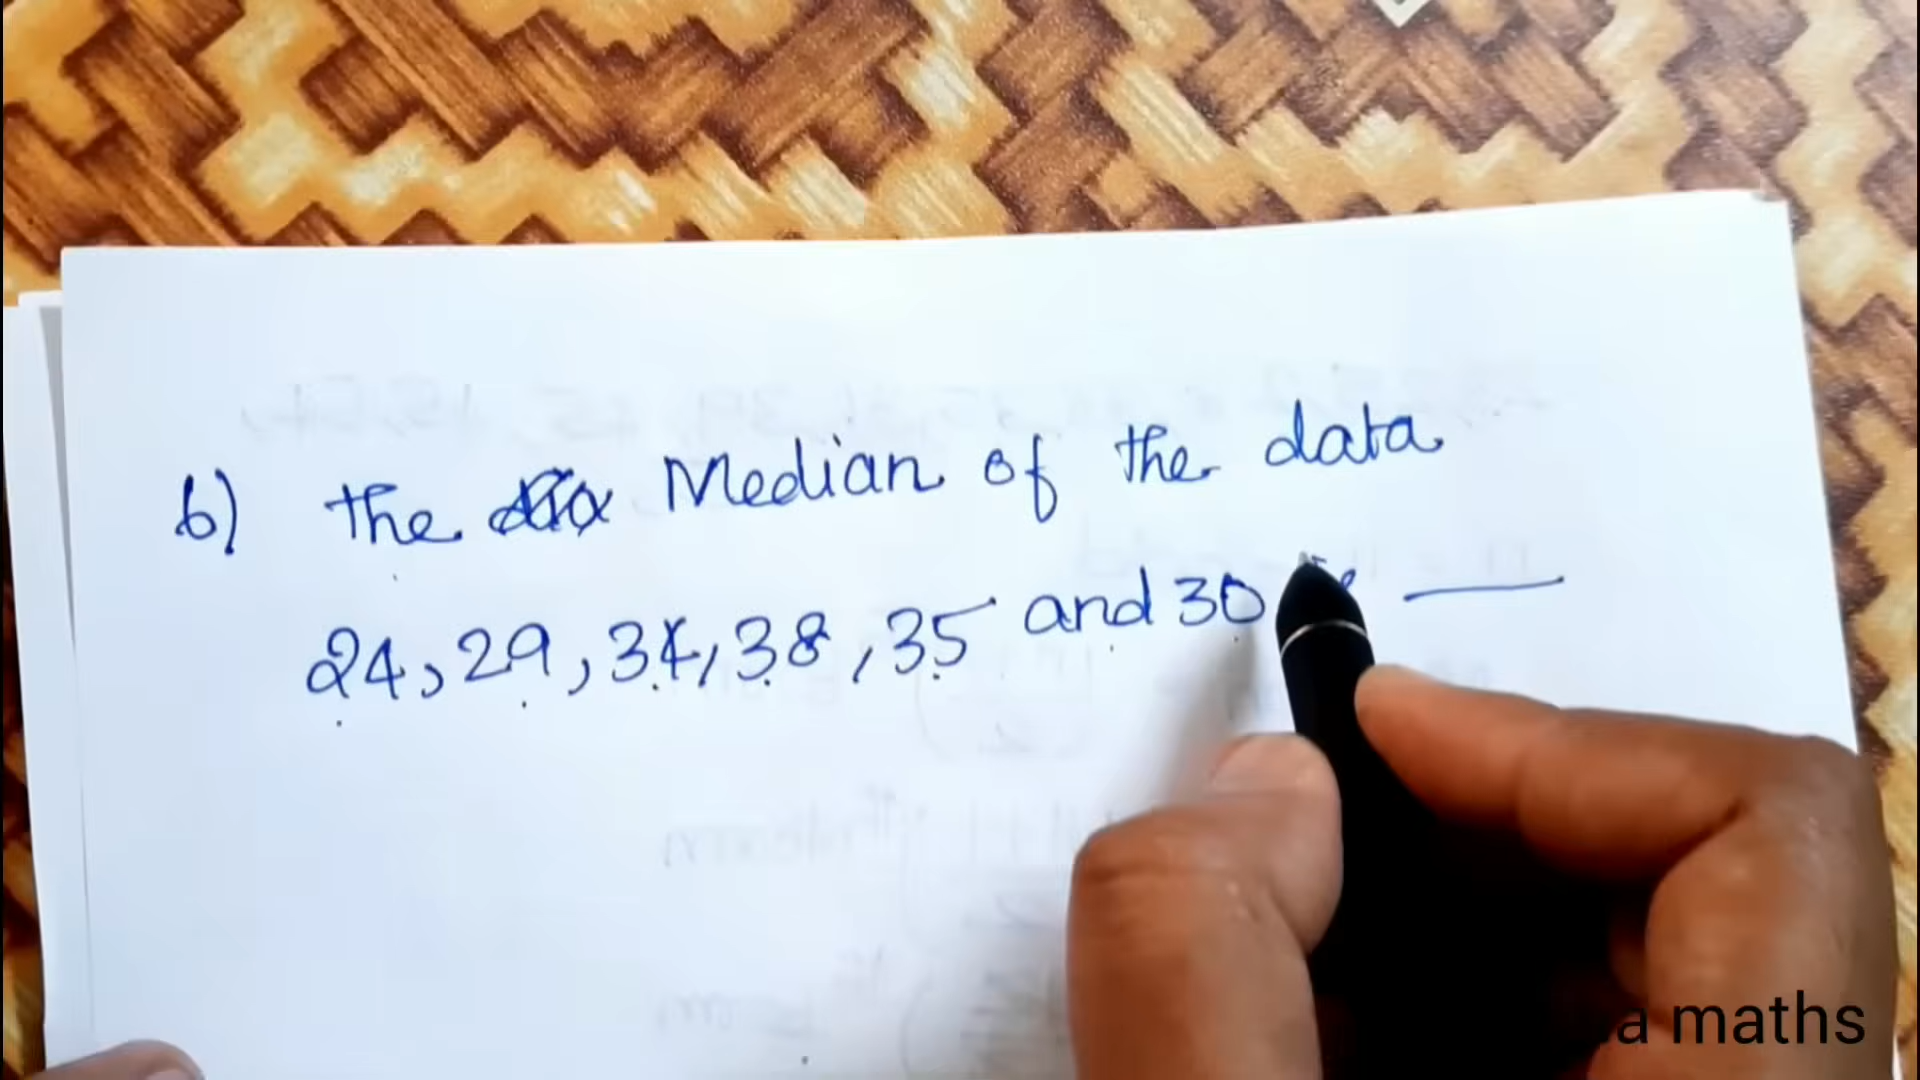 b) the Median of the data
24, 29, 34, 38, 35 and 30
a maths